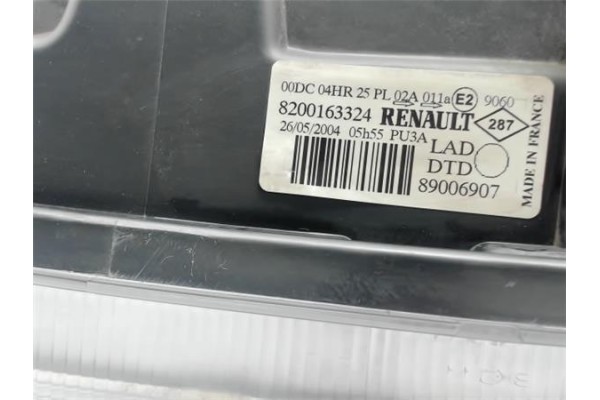 00DC 04HR 25 PL 02A 011a E2 9060
8200163324 RENAULT 287
26/05/2004 05h55 PU3A
LAD
DTD
89006907
MADE IN FRANCE